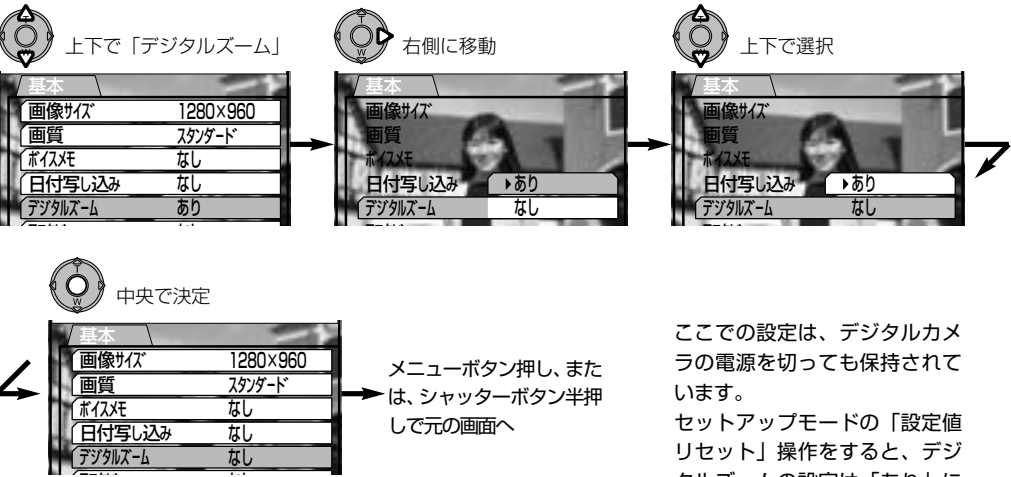 上下で「デジタルズーム」
基本
画像サイズ 1280×960
画質 スタンダード
ボイスメモ なし
日付写し込み なし
デジタルズーム あり
右側に移動
基本
画像サイズ
画質
ボイスメモ
日付写し込み ▶あり
デジタルズーム なし
上下で選択
基本
画像サイズ
画質
ボイスメモ
日付写し込み ▶あり
デジタルズーム なし
中央で決定
基本
画像サイズ 1280×960
画質 スタンダード
ボイスメモ なし
日付写し込み なし
デジタルズーム なし
メニューボタン押し、また
は、シャッターボタン半押
しで元の画面へ
ここでの設定は、デジタルカメ
ラの電源を切っても保持されて
います。
セットアップモードの「設定値
リセット」操作をすると、デジ
タルズームの設定は「あり」に